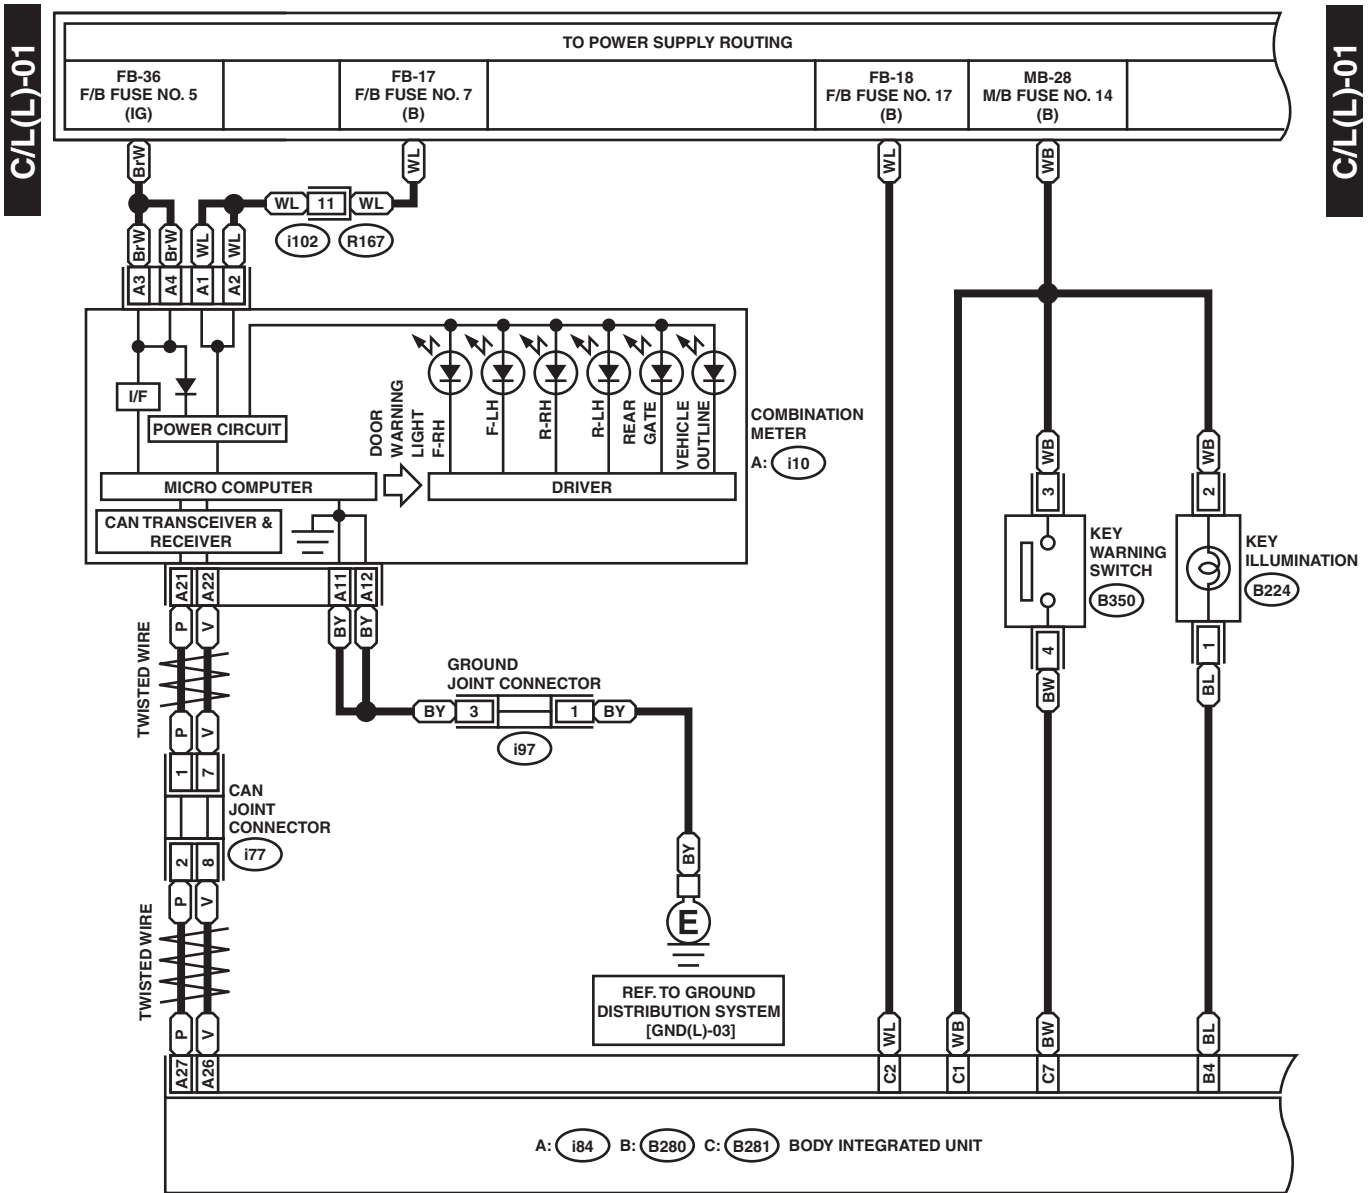 C/L(L)-01
C/L(L)-01
TO POWER SUPPLY ROUTING
FB-36
F/B FUSE NO. 5
(IG)
FB-17
F/B FUSE NO. 7
(B)
FB-18
F/B FUSE NO. 17
(B)
MB-28
M/B FUSE NO. 14
(B)
BrW
WL
WL
WB
WL
11
WL
i102
R167
BrW
BrW
WL
WL
A3
A4
A1
A2
I/F
POWER CIRCUIT
DOOR
WARNING
LIGHT
F-RH
F-LH
R-RH
R-LH
REAR
GATE
VEHICLE
OUTLINE
COMBINATION
METER
A: i10
MICRO COMPUTER
DRIVER
CAN TRANSCEIVER &
RECEIVER
A21
A22
A11
A12
P
V
BY
BY
TWISTED WIRE
P
V
1
7
CAN
JOINT
CONNECTOR
i77
2
8
P
V
TWISTED WIRE
P
V
A27
A26
GROUND
JOINT CONNECTOR
BY
3
1
BY
i97
BY
E
REF. TO GROUND
DISTRIBUTION SYSTEM
[GND(L)-03]
WB
3
KEY
WARNING
SWITCH
B350
4
BW
WB
2
KEY
ILLUMINATION
B224
1
BL
WL
WB
BW
BL
C2
C1
C7
B4
A: i84 B: B280 C: B281 BODY INTEGRATED UNIT